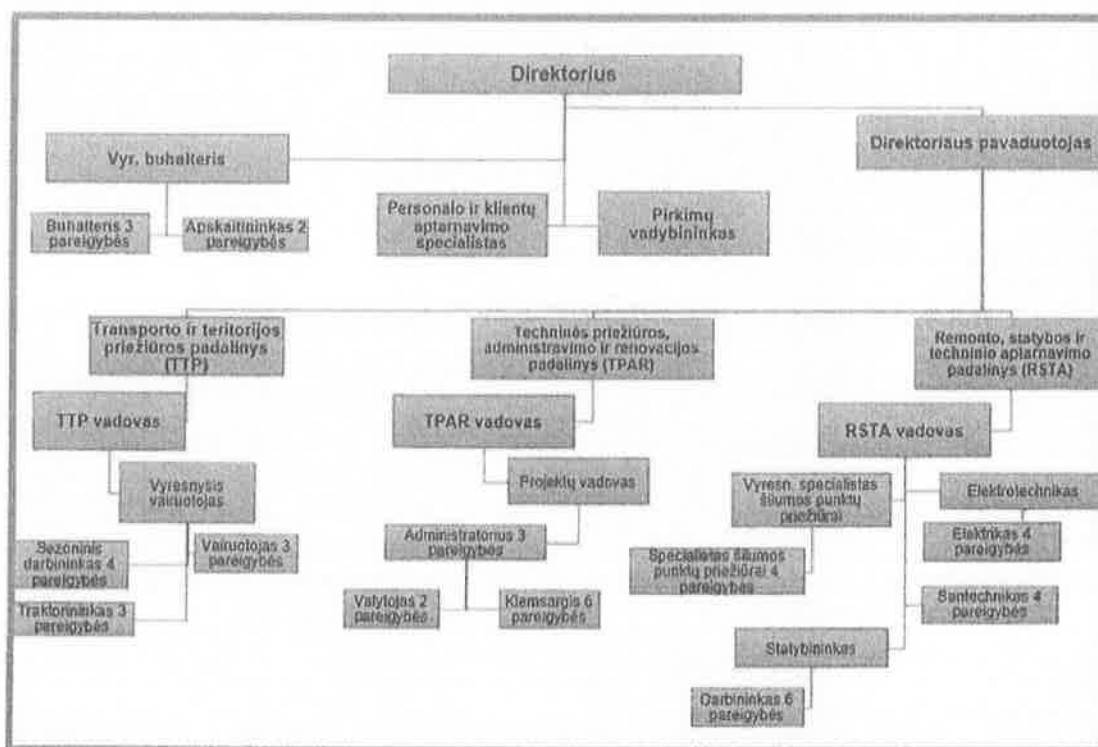 Direktorius
Vyr. buhalteris
Direktoriaus pavaduotojas
Buhalteris 3
pareigybės
Apskaitininkas 2
pareigybės
Personalo ir klientų
aptarnavimo
specialistas
Pirkimų
vadybininkas
Transporto ir teritorijos
priežiūros padalinys
(TTP)
Techninės priežiūros,
administravimo ir renovacijos
padalinys (TPAR)
Remonto, statybos ir
techninio aptarnavimo
padalinys (RSTA)
TTP vadovas
TPAR vadovas
RSTA vadovas
Vyresnysis
vairuotojas
Projektų vadovas
Vyresn. specialistas
šilumos punktų
priežiūrai
Elektrotechnikas
Sezoninis
darbininkas 4
pareigybės
Vairuotojas 3
pareigybės
Administratorius 3
pareigybės
Specialistas šilumos
punktų priežiūrai 4
pareigybės
Elektrikas 4
pareigybės
Traktorininkas 3
pareigybės
Valytojas 2
pareigybės
Kiemsargis 6
pareigybės
Santechnikas 4
pareigybės
Statybininkas
Darbininkas 6
pareigybės